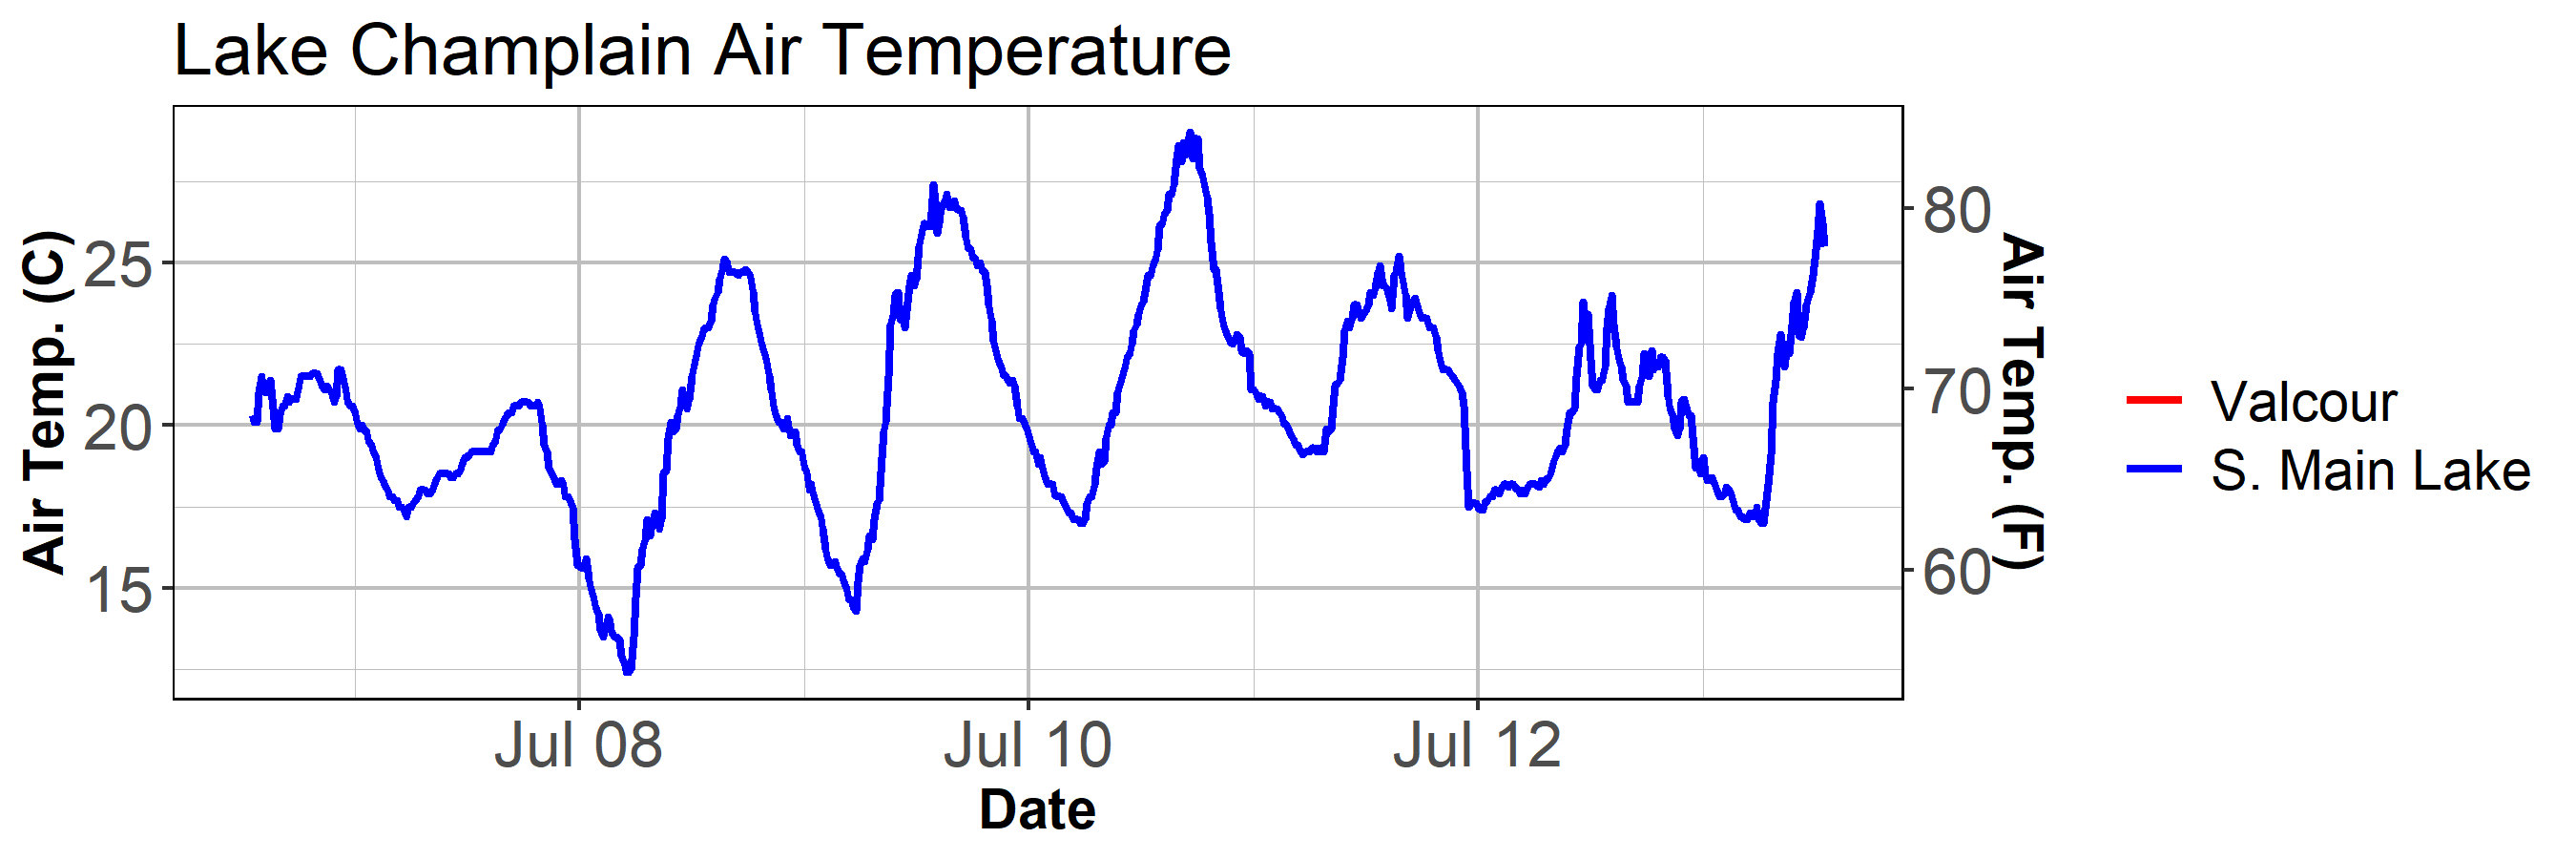 Lake Champlain Air Temperature
Air Temp. (C)
25
20
15
80
70
60
Air Temp. (F)
Jul 08
Jul 10
Jul 12
Date
Valcour
S. Main Lake